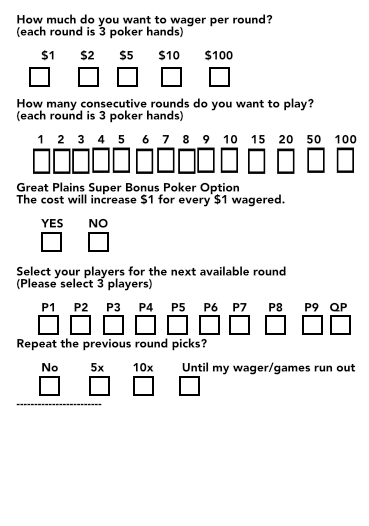 How much do you want to wager per round?
(each round is 3 poker hands)
$1 $2 $5 $10 $100
How many consecutive rounds do you want to play?
(each round is 3 poker hands)
1 2 3 4 5 6 7 8 9 10 15 20 50 100
Great Plains Super Bonus Poker Option
The cost will increase $1 for every $1 wagered.
YES NO
Select your players for the next available round
(Please select 3 players)
P1 P2 P3 P4 P5 P6 P7 P8 P9 QP
Repeat the previous round picks?
No 5x 10x Until my wager/games run out
------------------------